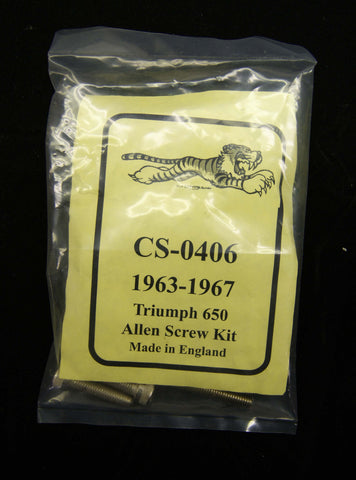 CS-0406
1963-1967
Triumph 650
Allen Screw Kit
Made in England